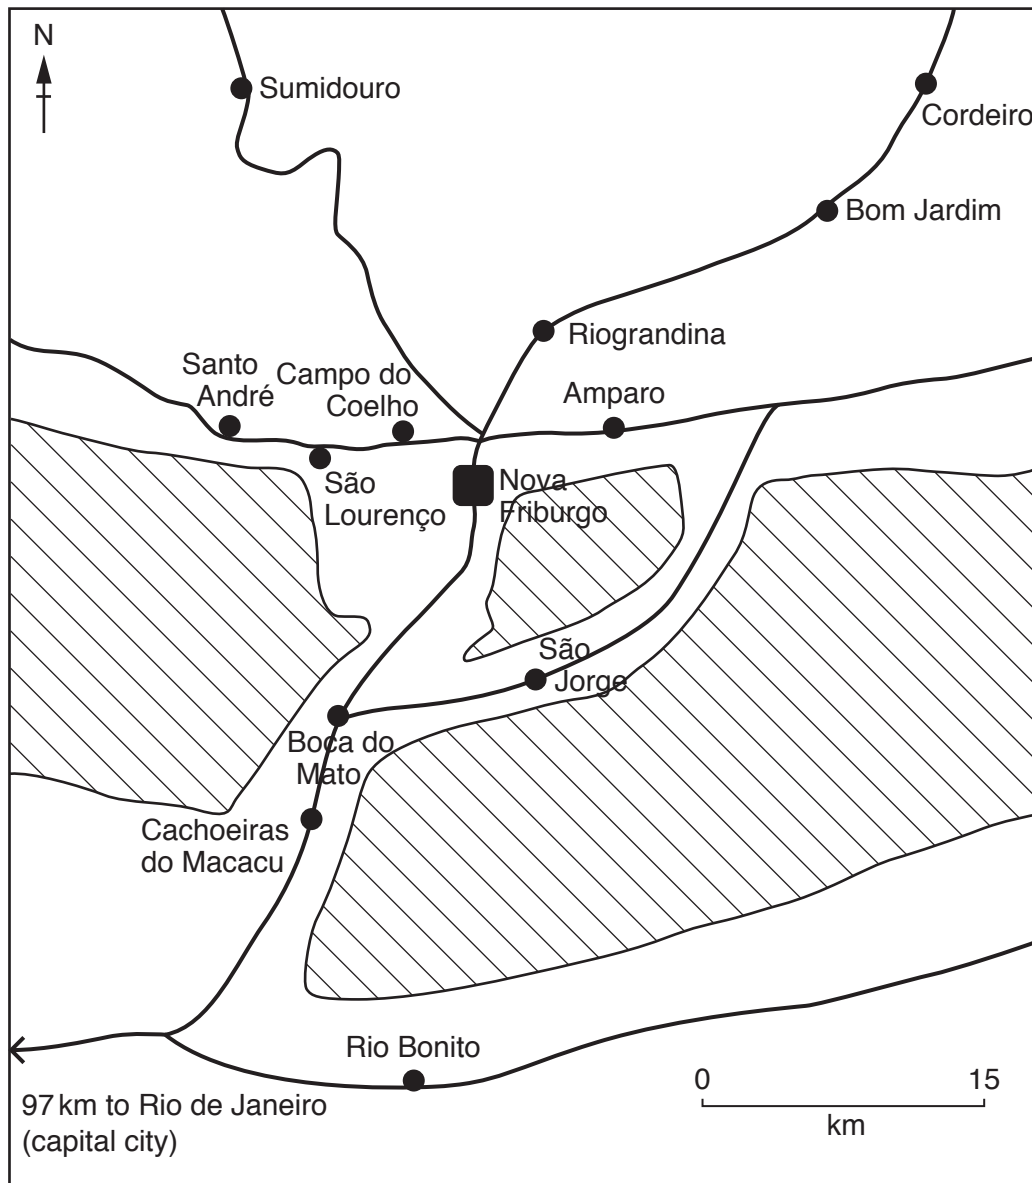 N
Sumidouro
Cordeiro
Bom Jardim
Riograndina
Santo
André
Campo do
Coelho
Amparo
São
Lourenço
Nova
Friburgo
São
Jorge
Boca do
Mato
Cachoeiras
do Macacu
Rio Bonito
97 km to Rio de Janeiro
(capital city)
0 15
km